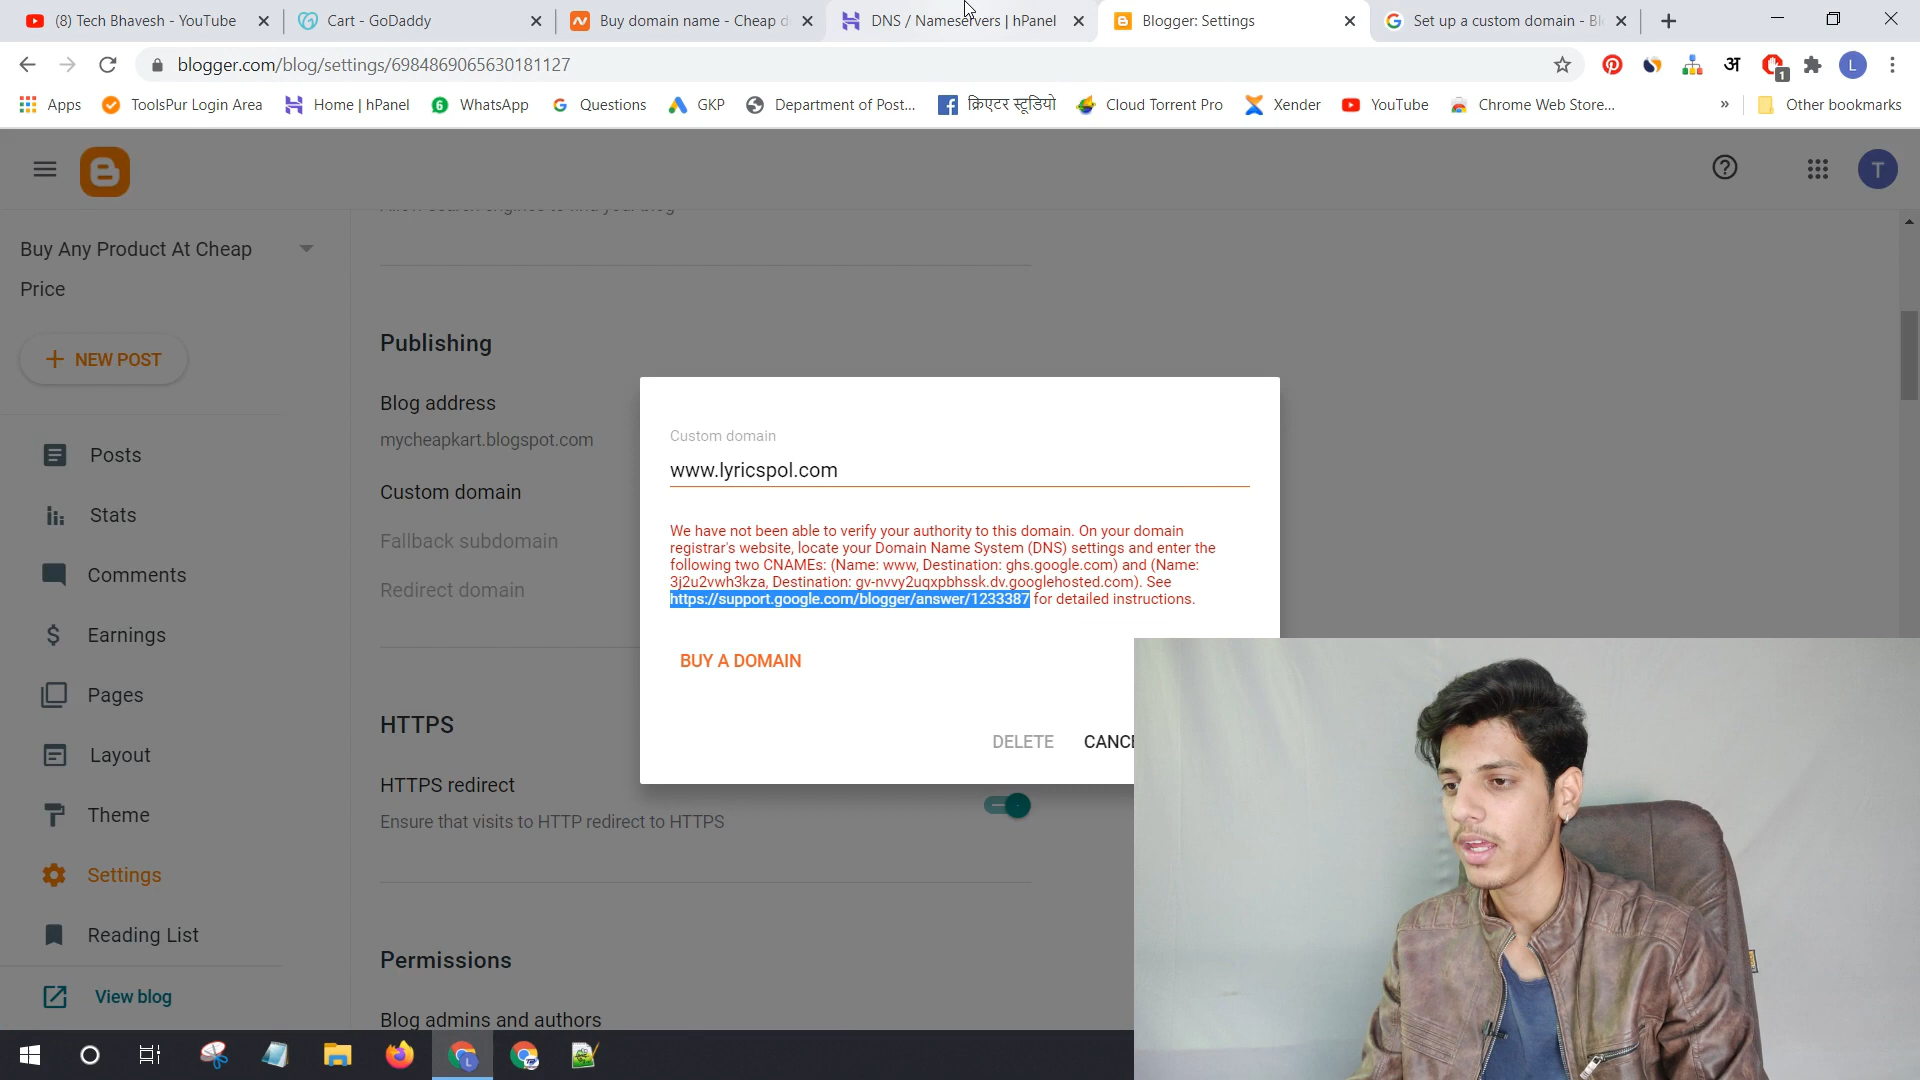 (8) Tech Bhavesh - YouTube
Cart - GoDaddy
Buy domain name - Cheap d
DNS / Nameservers | hPanel
Blogger: Settings
Set up a custom domain - Bl
blogger.com/blog/settings/6984869065630181127
अ
1
L
Apps
ToolsPur Login Area
Home | hPanel
6
WhatsApp
Questions
GKP
Department of Post...
क्रिएटर स्टूडियो
Cloud Torrent Pro
Xender
YouTube
Chrome Web Store...
»
Other bookmarks
T
Buy Any Product At Cheap
Price
NEW POST
Posts
Stats
Comments
Earnings
Pages
Layout
Theme
Settings
Reading List
View blog
Publishing
Blog address
mycheapkart.blogspot.com
Custom domain
Fallback subdomain
Redirect domain
HTTPS
HTTPS redirect
Ensure that visits to HTTP redirect to HTTPS
Permissions
Blog admins and authors
Custom domain
www.lyricspol.com
We have not been able to verify your authority to this domain. On your domain
registrar's website, locate your Domain Name System (DNS) settings and enter the
following two CNAMEs: (Name: www, Destination: ghs.google.com) and (Name:
3j2u2vwh3kza, Destination: gv-nvvy2uqxpbhssk.dv.googlehosted.com). See
https://support.google.com/blogger/answer/1233387 for detailed instructions.
BUY A DOMAIN
DELETE
CANCE